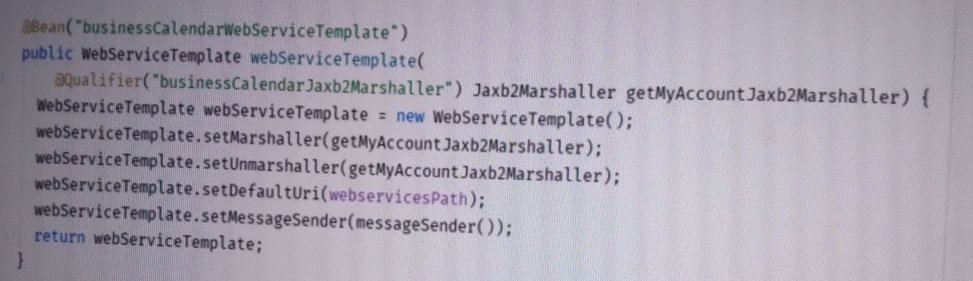 @Bean("businessCalendarWebServiceTemplate")
public WebServiceTemplate webServiceTemplate(
@Qualifier("businessCalendarJaxb2Marshaller") Jaxb2Marshaller getMyAccountJaxb2Marshaller) {
WebServiceTemplate webServiceTemplate = new WebServiceTemplate();
webServiceTemplate.setMarshaller(getMyAccountJaxb2Marshaller);
webServiceTemplate.setUnmarshaller(getMyAccountJaxb2Marshaller);
webServiceTemplate.setDefaultUri(webservicesPath);
webServiceTemplate.setMessageSender(messageSender());
return webServiceTemplate;
}